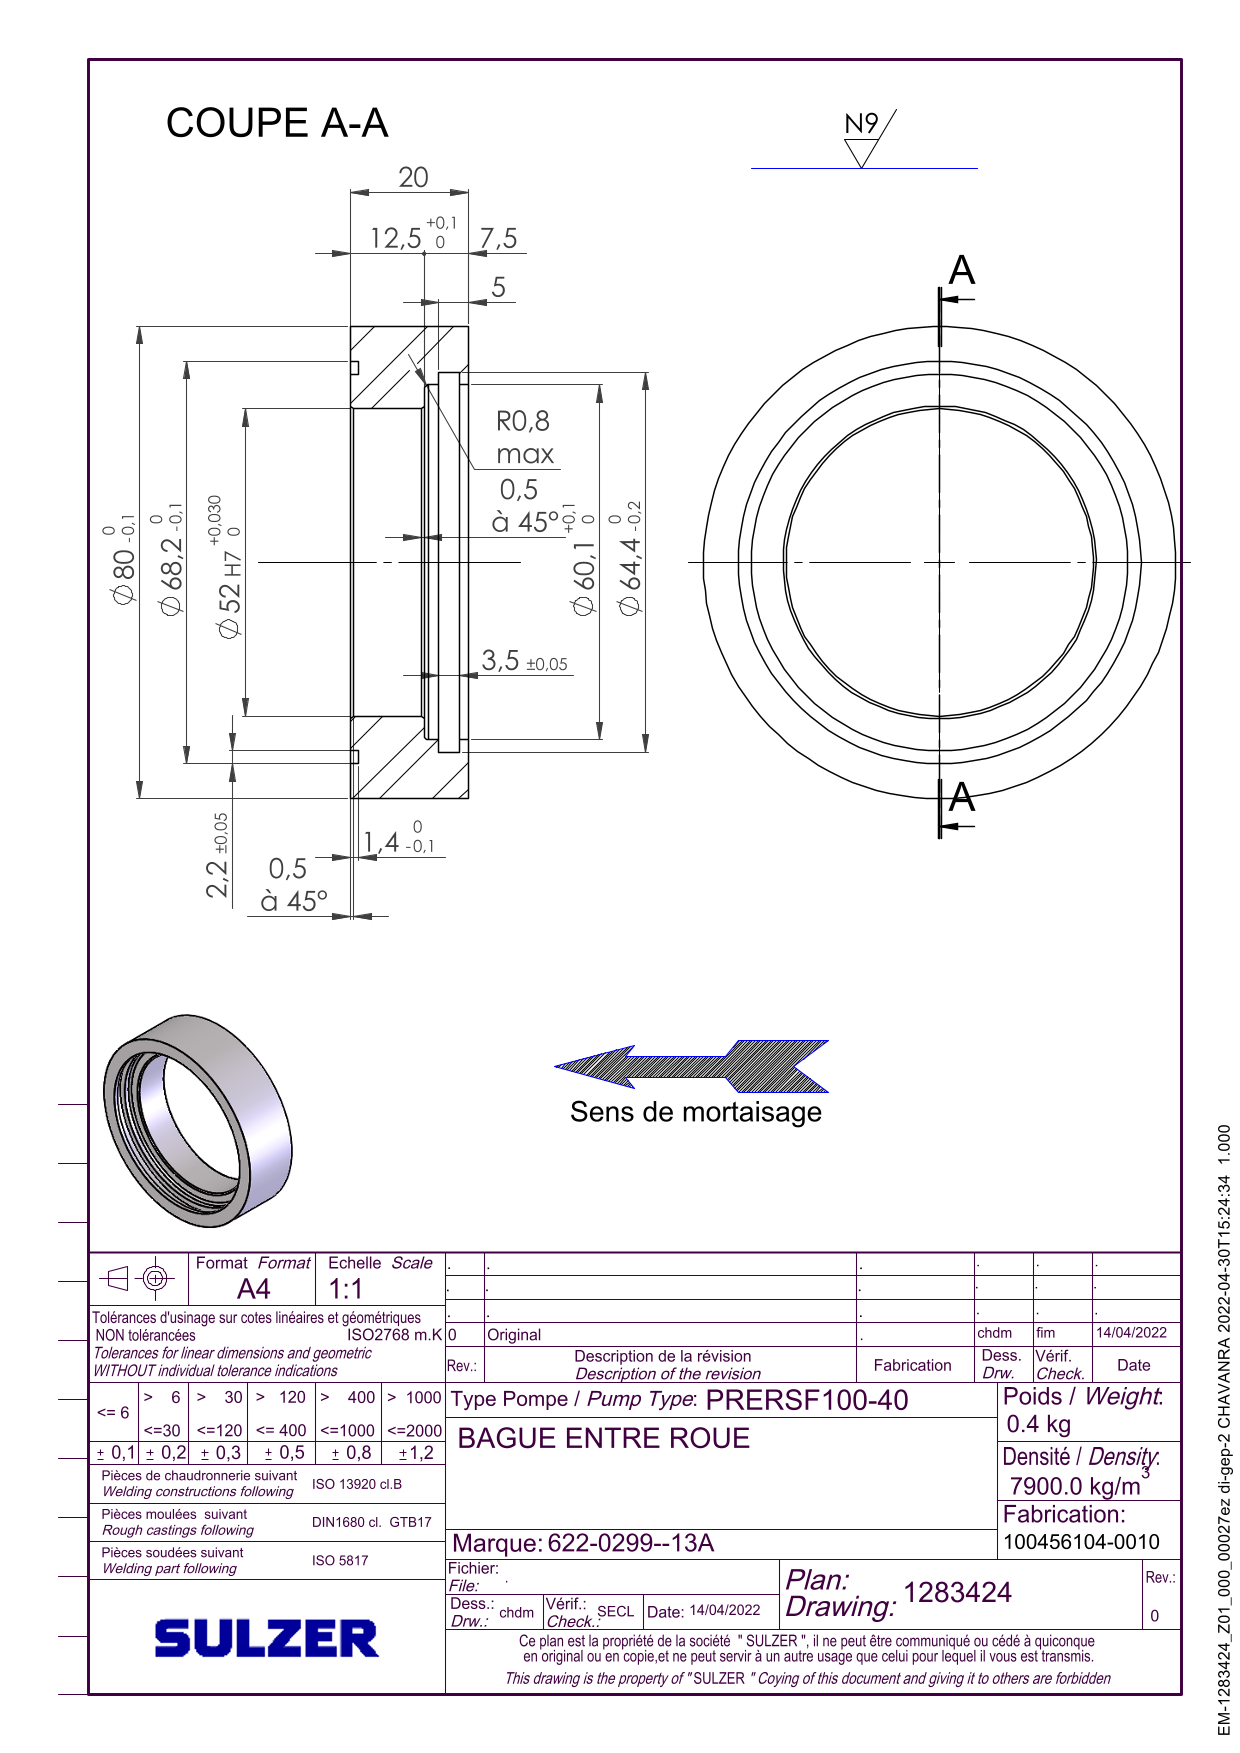 COUPE A-A
N9
20
12,5 +0,1 0
7,5
5
A
R0,8
max
0,5
à 45°
Ø 80 0 -0,1
Ø 68,2 0 -0,1
Ø 52 H7 +0,030 0
Ø 60,1 +0,1 0
Ø 64,4 0 -0,2
3,5 ±0,05
A
2,2 ±0,05
1,4 0 -0,1
0,5
à 45°
Sens de mortaisage
Format Format
A4
Echelle Scale
1:1
Tolérances d'usinage sur cotes linéaires et géométriques
NON tolérancées ISO2768 m.K
Tolerances for linear dimensions and geometric
WITHOUT individual tolerance indications
0 Original . chdm fim 14/04/2022
Rev.:
Description de la révision
Description of the revision
Fabrication
Dess.
Drw.
Vérif.
Check.
Date
<= 6
> 6 > 30 > 120 > 400 > 1000
<=30 <=120 <= 400 <=1000 <=2000
± 0,1 ± 0,2 ± 0,3 ± 0,5 ± 0,8 ±1,2
Pièces de chaudronnerie suivant
Welding constructions following
ISO 13920 cl.B
Pièces moulées suivant
Rough castings following
DIN1680 cl. GTB17
Pièces soudées suivant
Welding part following
ISO 5817
SULZER
Type Pompe / Pump Type: PRERSF100-40
BAGUE ENTRE ROUE
Marque: 622-0299--13A
Poids / Weight:
0.4 kg
Densité / Density:
7900.0 kg/m3
Fabrication:
100456104-0010
Fichier:
File: .
Dess.:
Drw.:
chdm
Vérif.:
Check.:
SECL
Date: 14/04/2022
Plan:
Drawing:
1283424
Rev.:
0
Ce plan est la propriété de la société " SULZER ", il ne peut être communiqué ou cédé à quiconque
en original ou en copie,et ne peut servir à un autre usage que celui pour lequel il vous est transmis.
This drawing is the property of " SULZER " Coying of this document and giving it to others are forbidden
EM-1283424_Z01_000_00027ez di-gep-2 CHAVANRA 2022-04-30T15:24:34 1.000